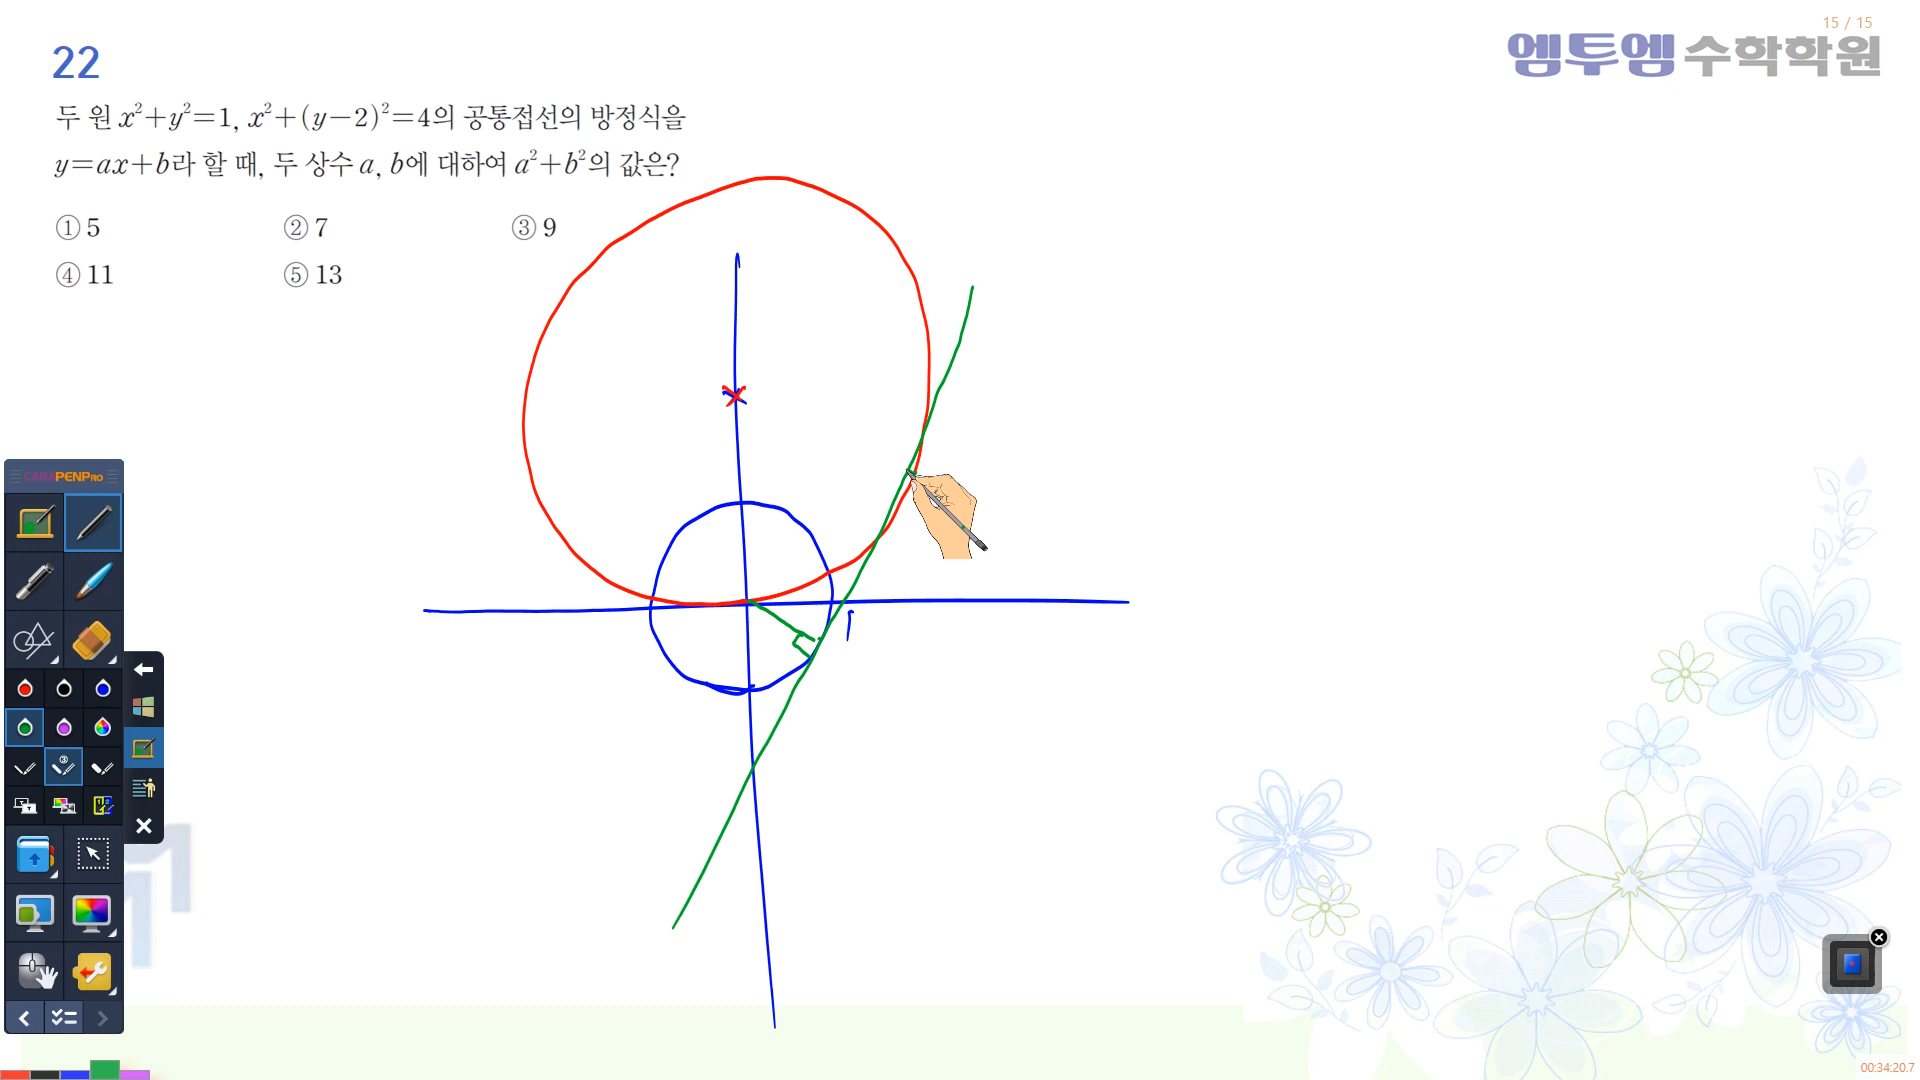 15 / 15
엠투엠수학학원
22
두 원 x²+y²=1, x²+(y−2)²=4의 공통접선의 방정식을
y=ax+b라 할 때, 두 상수 a, b에 대하여 a²+b²의 값은?
① 5 ② 7 ③ 9
④ 11 ⑤ 13
1
CARAPENPRO
00:34:20.7